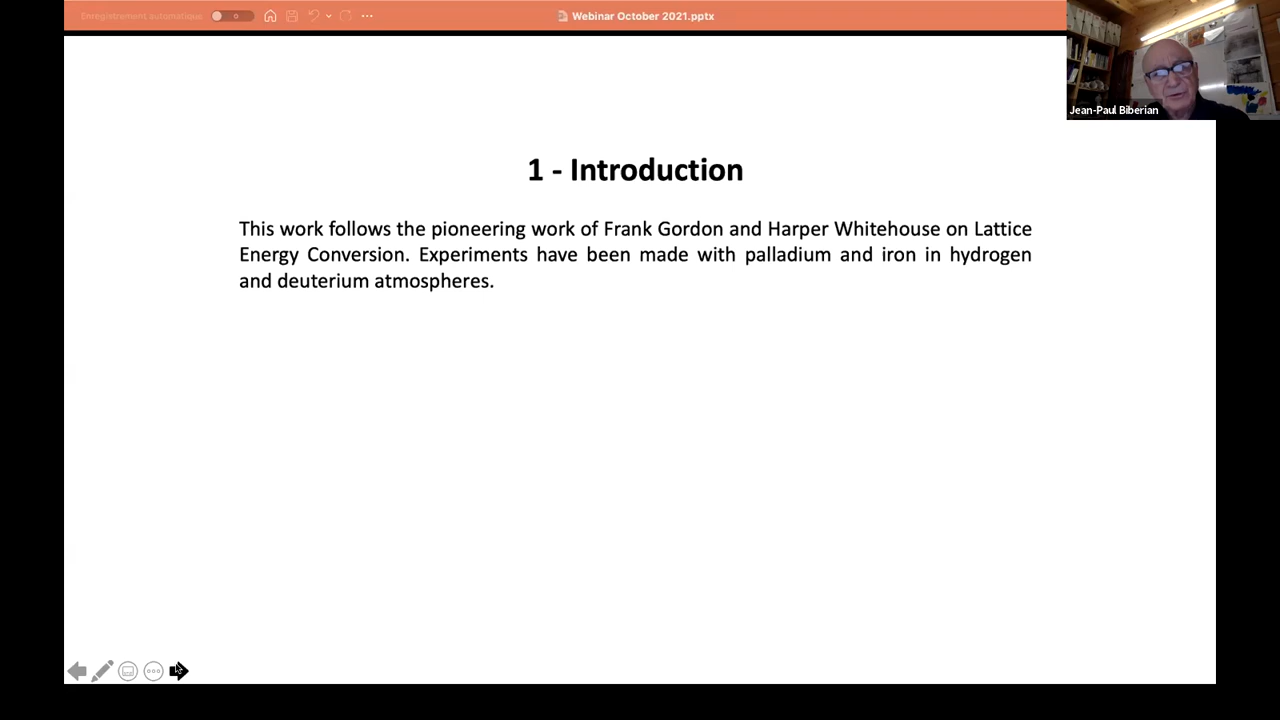 Enregistrement automatique
Webinar October 2021.pptx
Jean-Paul Biberian
1 - Introduction
This work follows the pioneering work of Frank Gordon and Harper Whitehouse on Lattice
Energy Conversion. Experiments have been made with palladium and iron in hydrogen
and deuterium atmospheres.